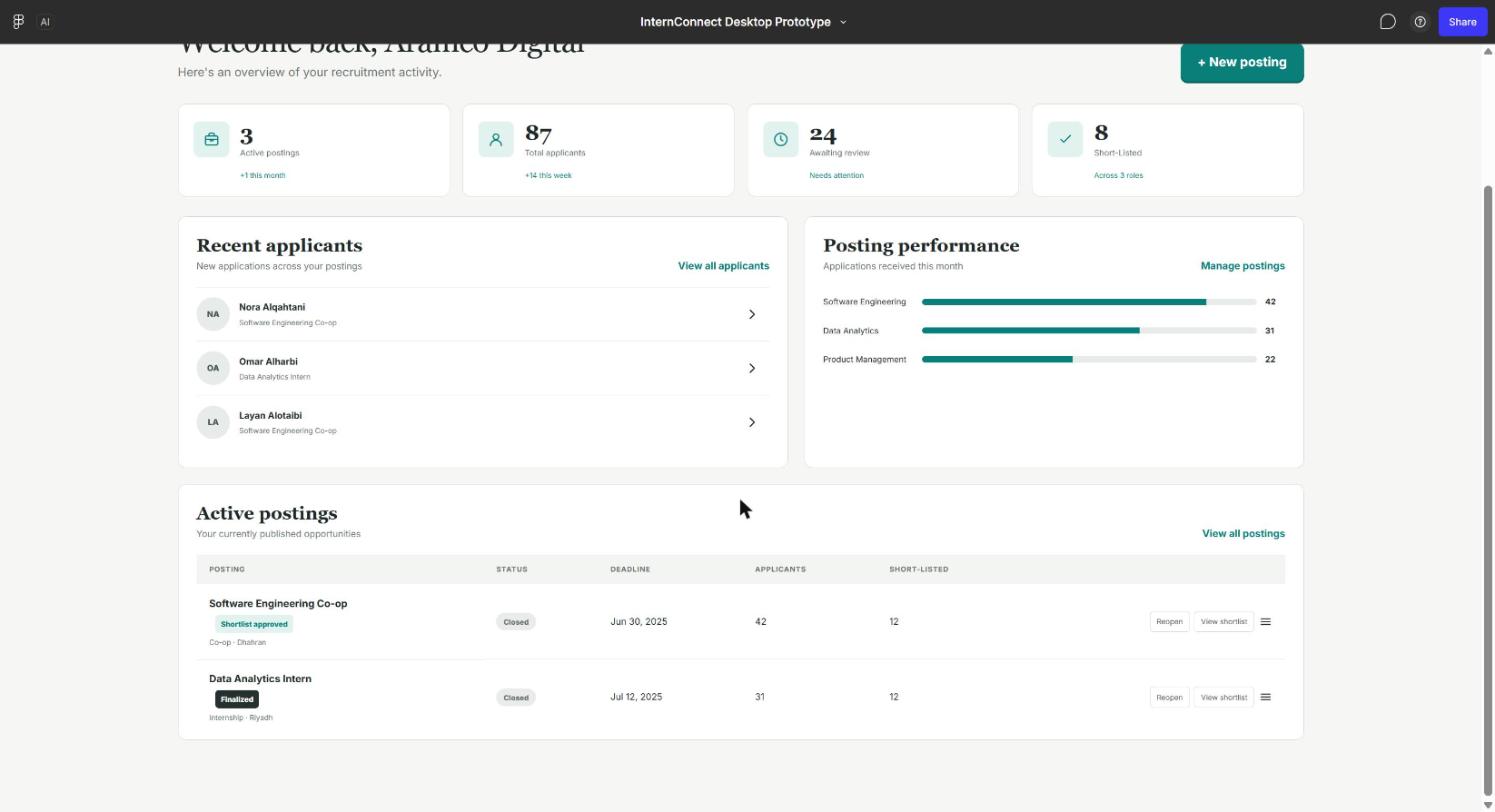 AI
InternConnect Desktop Prototype
Share
Welcome back, Aramco Digital
Here's an overview of your recruitment activity.
+ New posting
3
Active postings
+1 this month
87
Total applicants
+14 this week
24
Awaiting review
Needs attention
8
Short-Listed
Across 3 roles
Recent applicants
New applications across your postings
View all applicants
NA
Nora Alqahtani
Software Engineering Co-op
OA
Omar Alharbi
Data Analytics Intern
LA
Layan Alotaibi
Software Engineering Co-op
Posting performance
Applications received this month
Manage postings
Software Engineering 42
Data Analytics 31
Product Management 22
Active postings
Your currently published opportunities
View all postings
POSTING STATUS DEADLINE APPLICANTS SHORT-LISTED
Software Engineering Co-op
Shortlist approved
Co-op · Dhahran
Closed Jun 30, 2025 42 12 Reopen View shortlist
Data Analytics Intern
Finalized
Internship · Riyadh
Closed Jul 12, 2025 31 12 Reopen View shortlist